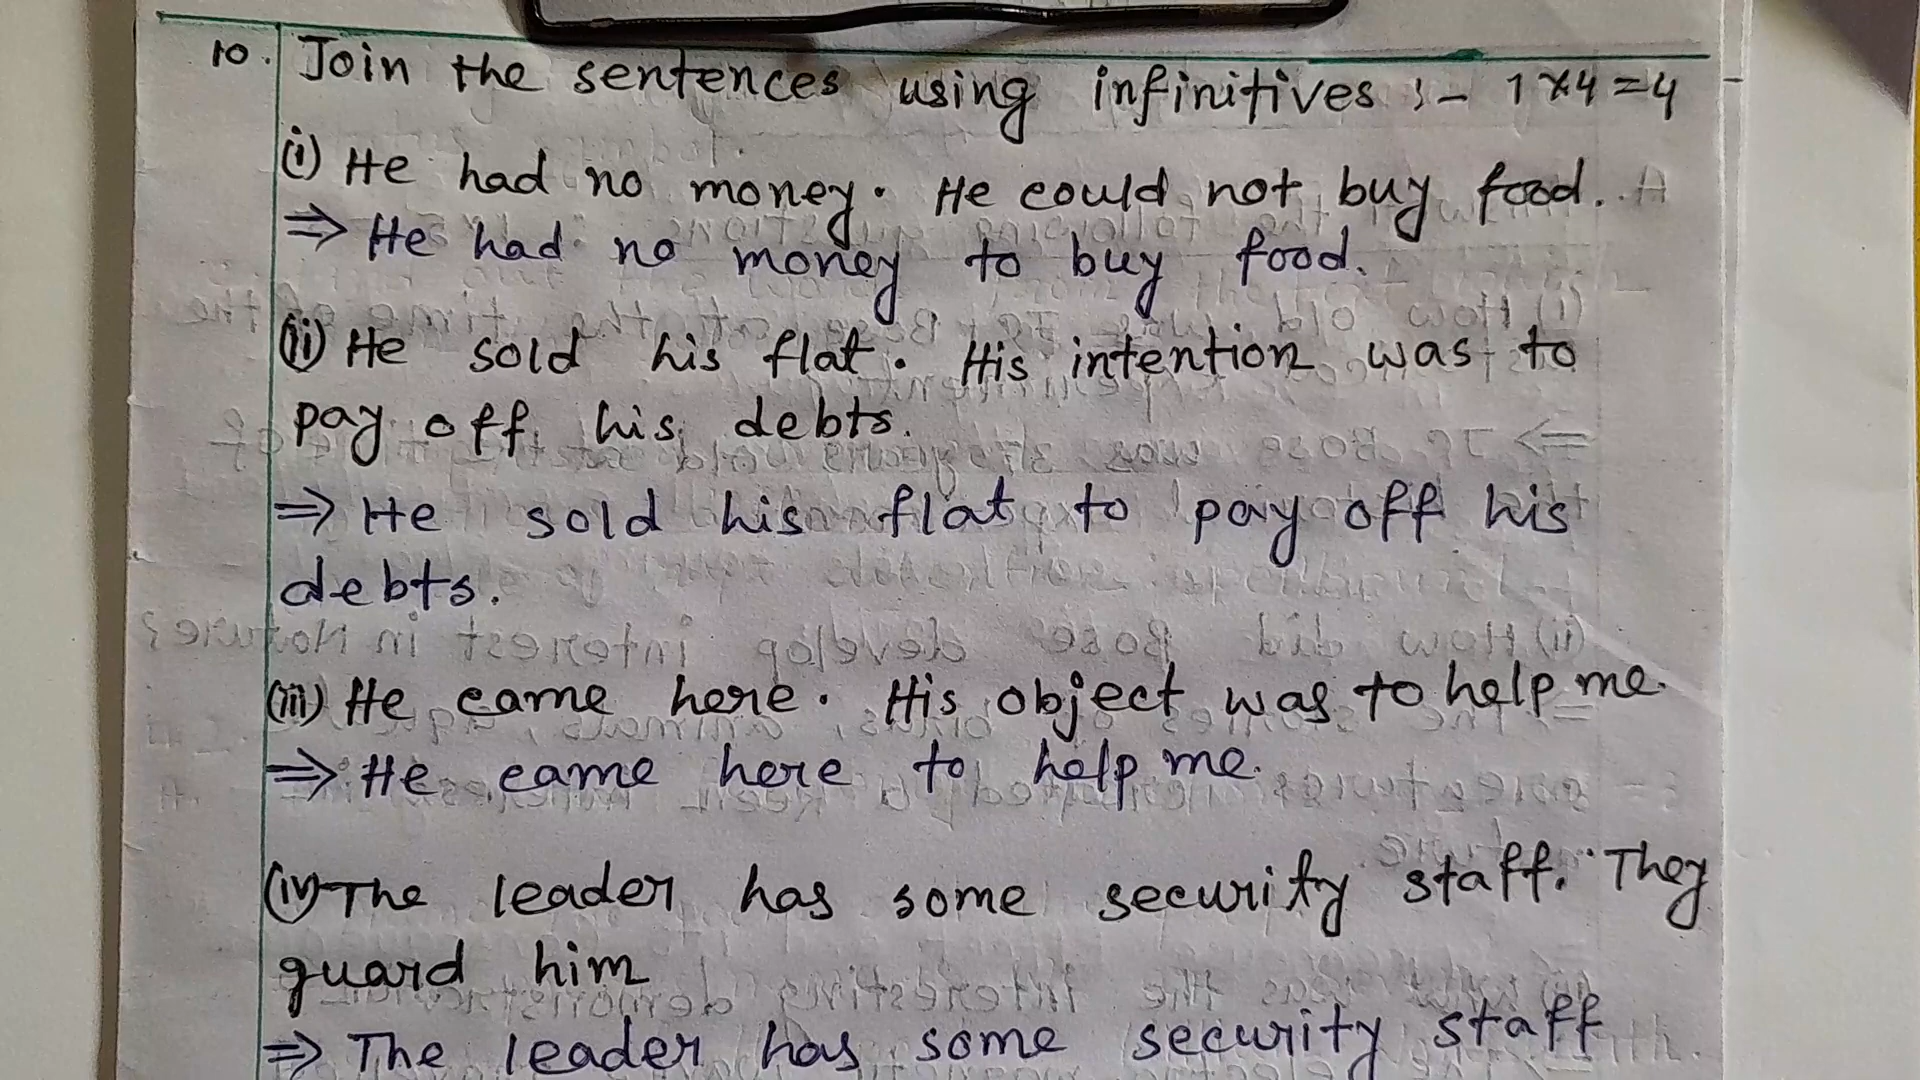 10. Join the sentences using infinitives :- 1×4=4
(i) He had no money. He could not buy food.
⇒ He had no money to buy food.
(ii) He sold his flat. His intention was to
pay off his debts.
⇒ He sold his flat to pay off his
debts.
(iii) He came here. His object was to help me.
⇒ He came here to help me.
(iv) The leader has some security staff. They
guard him
⇒ The leader has some security staff